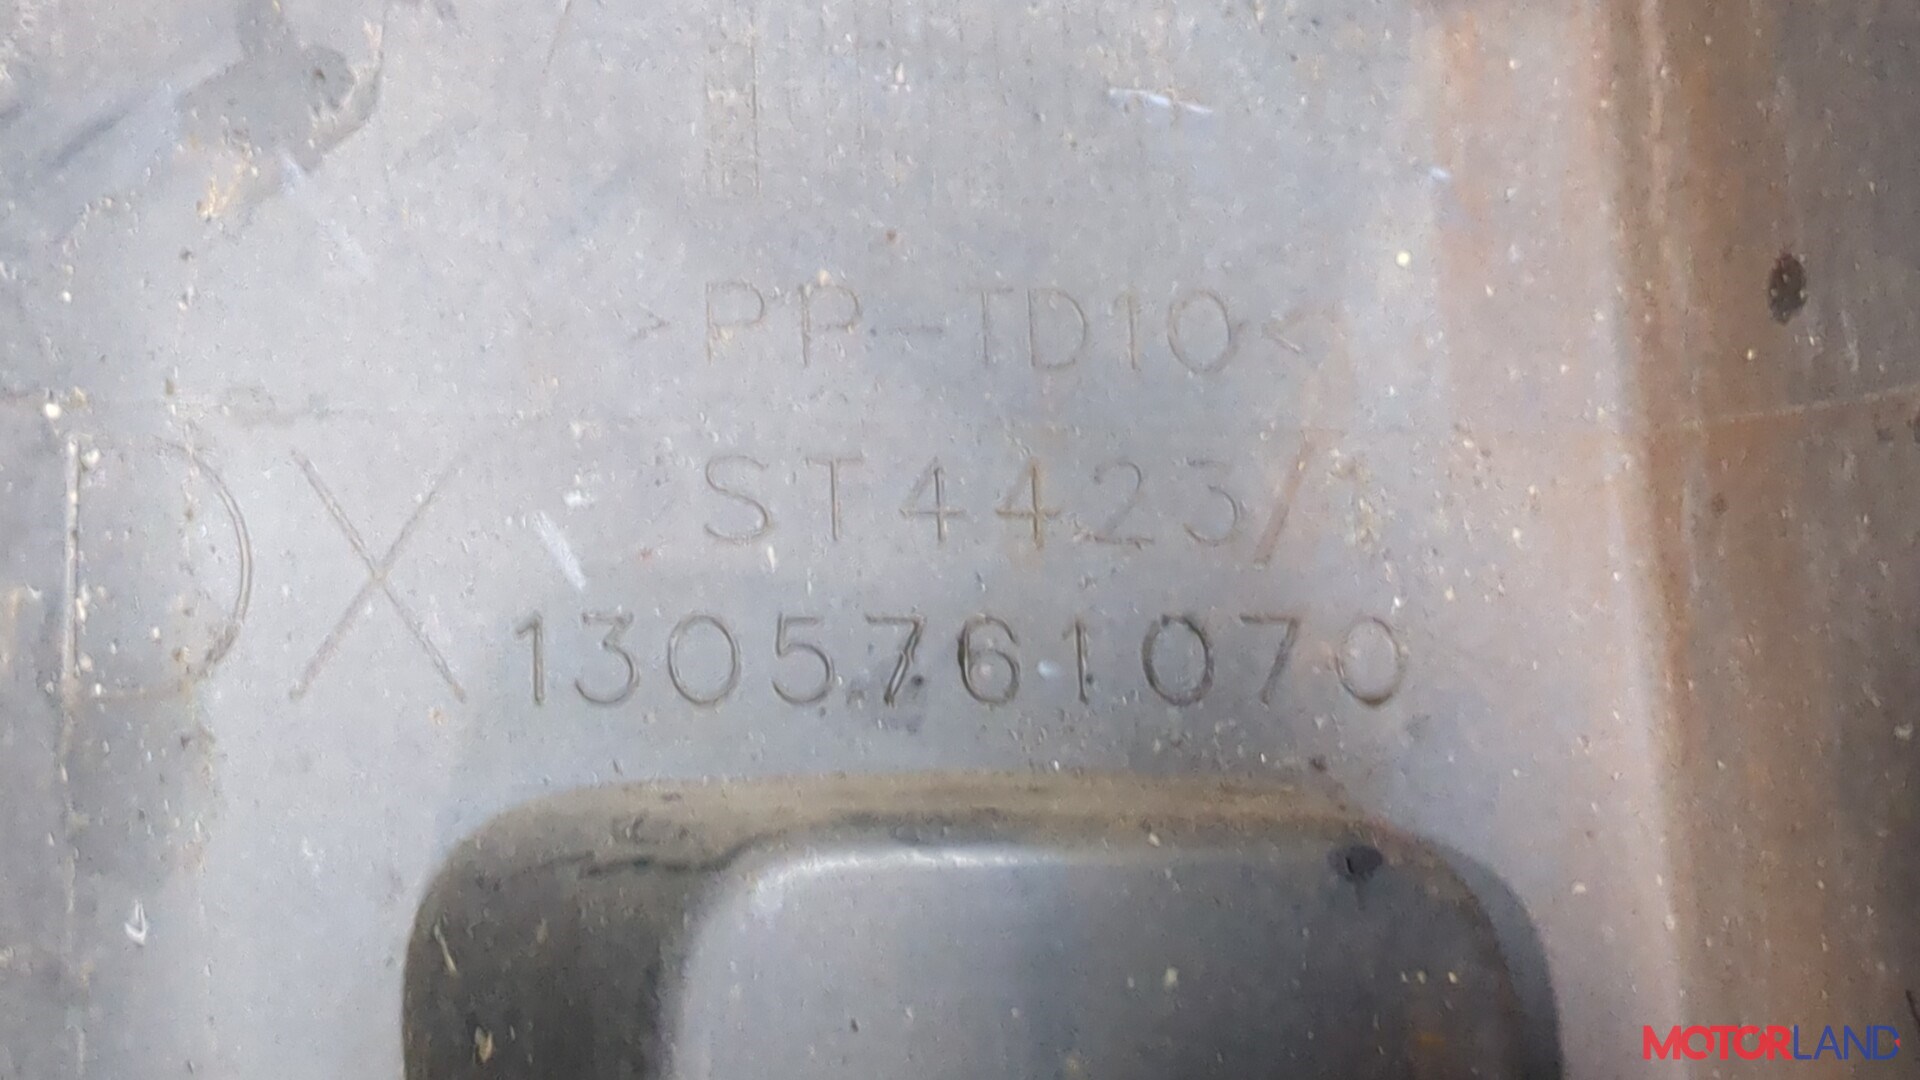 >PP-TD10<
ST4423
DX
1305761070
MOTORLAND